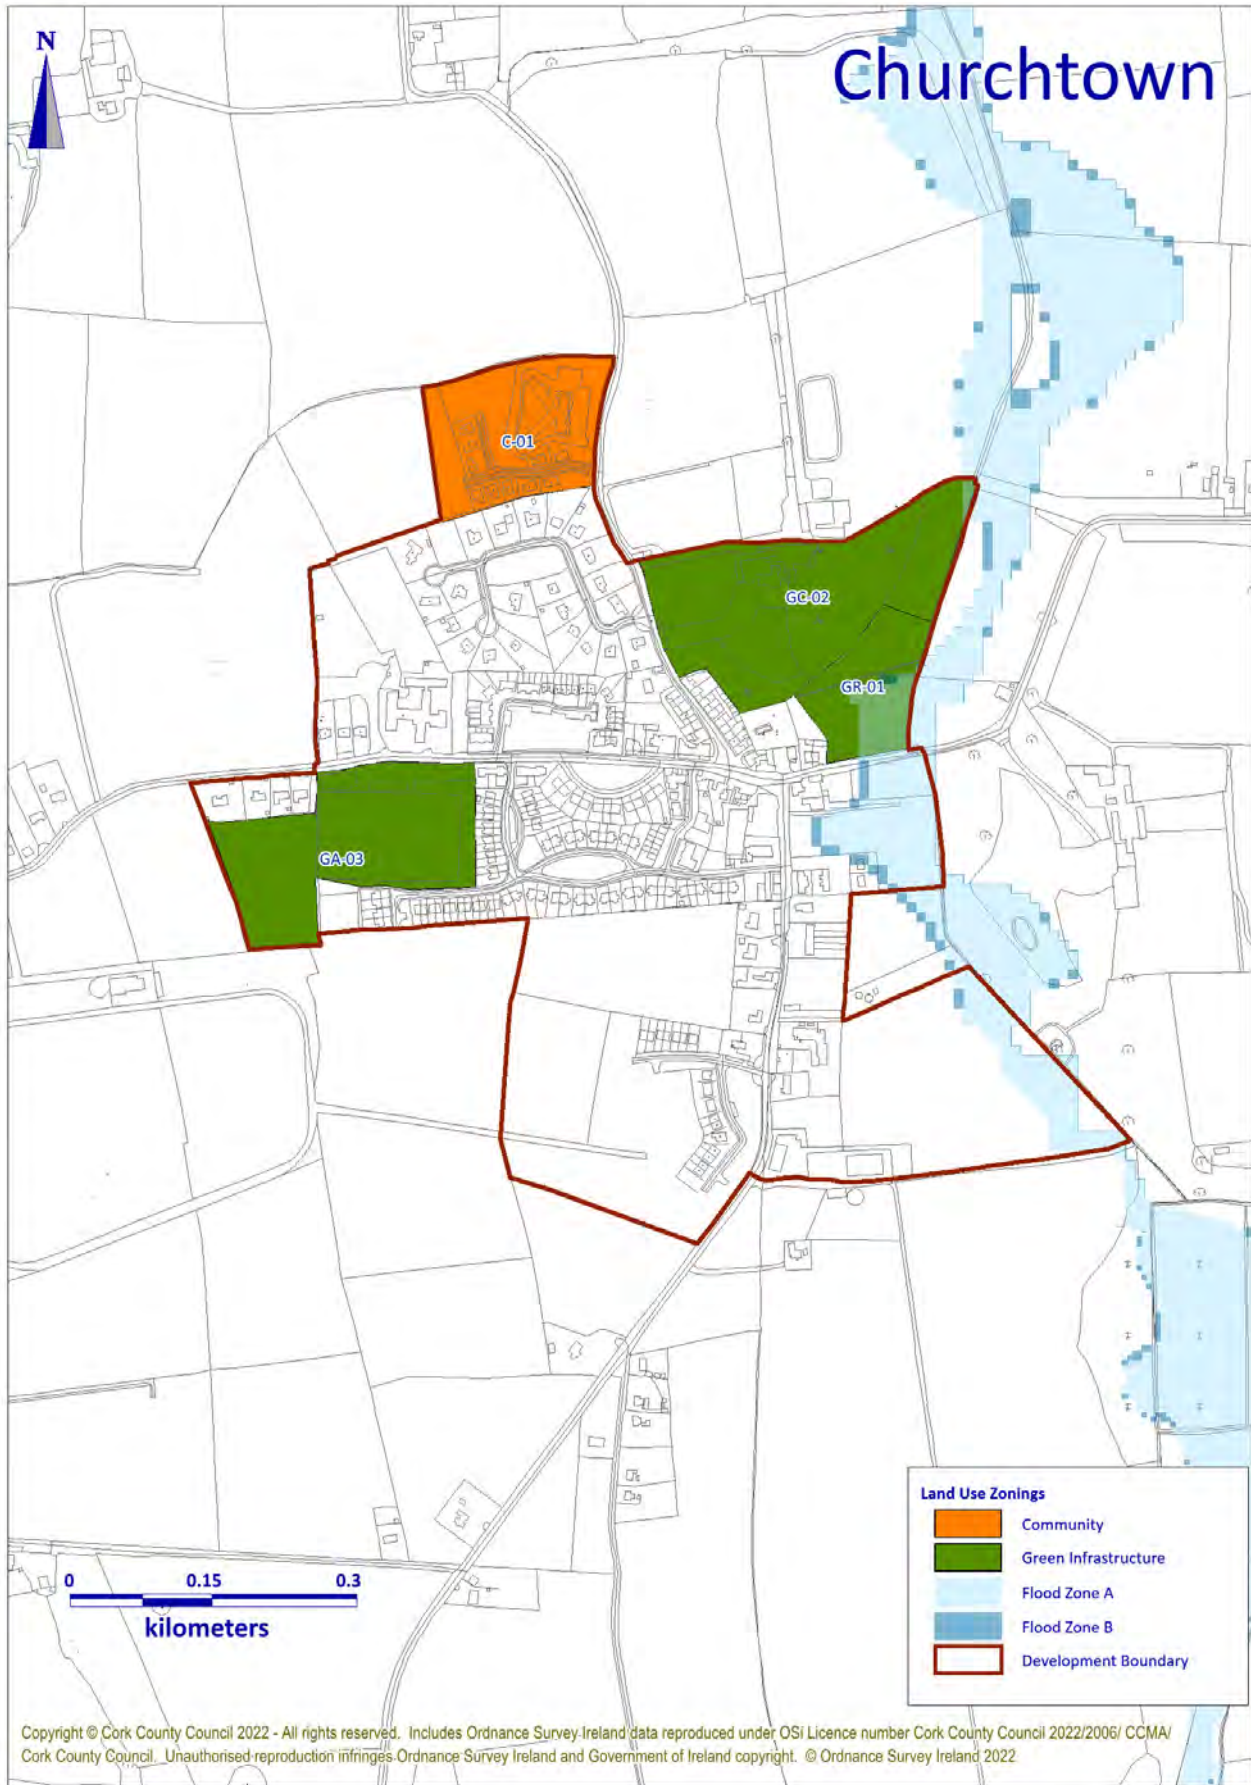 Churchtown
N
C-01
GC-02
GR-01
GA-03
Land Use Zonings
Community
Green Infrastructure
Flood Zone A
Flood Zone B
Development Boundary
0 0.15 0.3
kilometers
Copyright © Cork County Council 2022 - All rights reserved. Includes Ordnance Survey Ireland data reproduced under OSi Licence number Cork County Council 2022/2006/ CCMA/
Cork County Council. Unauthorised reproduction infringes Ordnance Survey Ireland and Government of Ireland copyright. © Ordnance Survey Ireland 2022